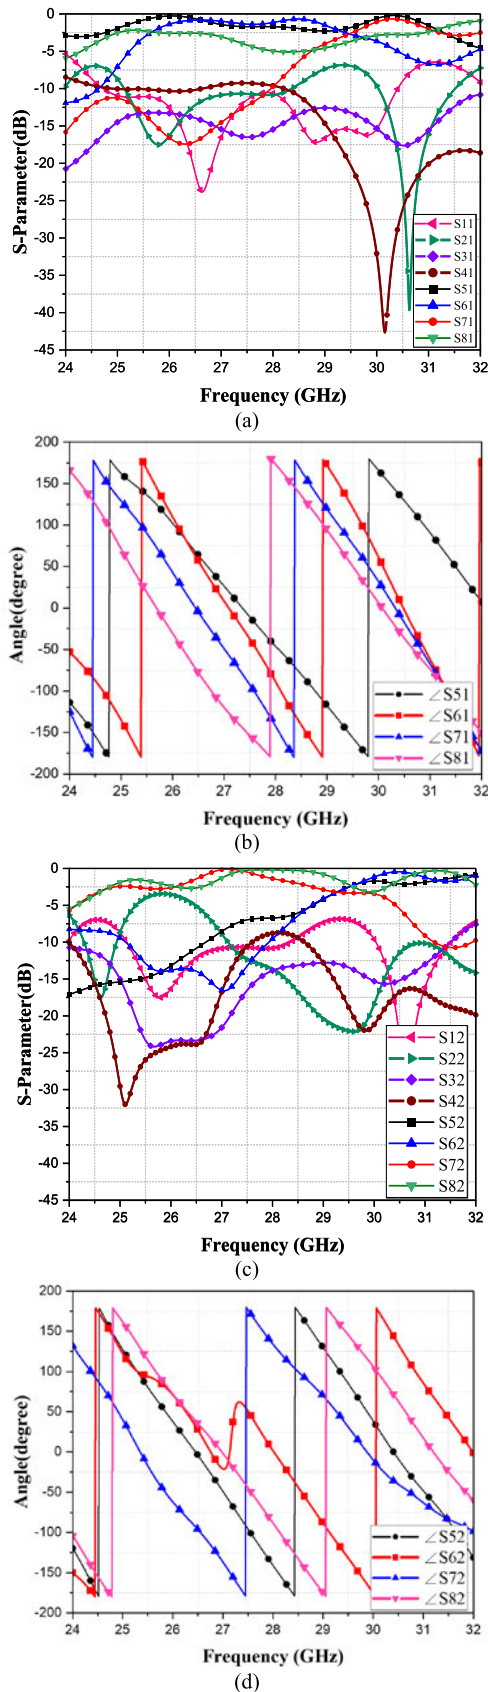 0
-5
-10
-15
-20
-25
-30
-35
-40
-45
S-Parameter(dB)
S11
S21
S31
S41
S51
S61
S71
S81
24 25 26 27 28 29 30 31 32
Frequency (GHz)
(a)
200
150
100
50
0
-50
-100
-150
-200
Angle(degree)
∠S51
∠S61
∠S71
∠S81
24 25 26 27 28 29 30 31 32
Frequency (GHz)
(b)
0
-5
-10
-15
-20
-25
-30
-35
-40
-45
S-Parameter(dB)
S12
S22
S32
S42
S52
S62
S72
S82
24 25 26 27 28 29 30 31 32
Frequency (GHz)
(c)
200
150
100
50
0
-50
-100
-150
-200
Angle(degree)
∠S52
∠S62
∠S72
∠S82
24 25 26 27 28 29 30 31 32
Frequency (GHz)
(d)